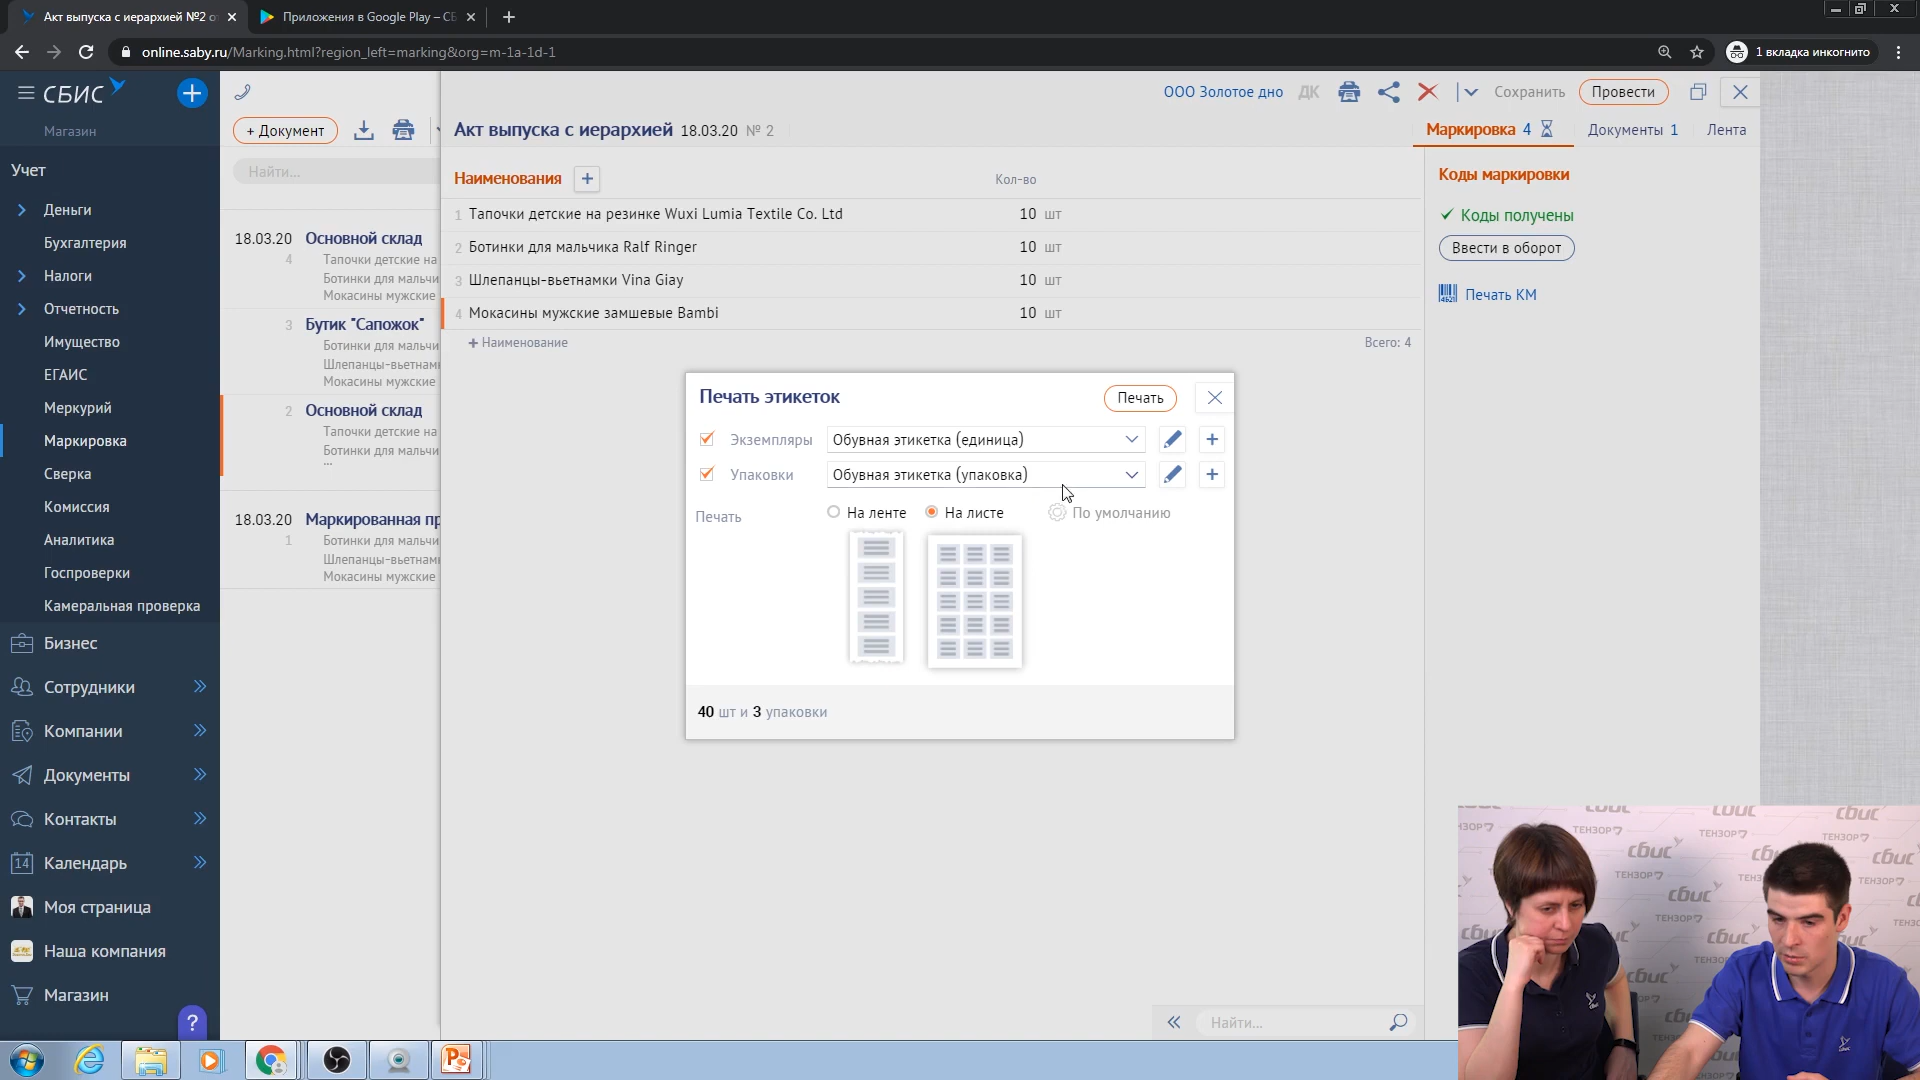 Акт выпуска с иерархией №2 о
Приложения в Google Play – СБ
online.saby.ru/Marking.html?region_left=marking&org=m-1a-1d-1
1 вкладка инкогнито
СБИС
Магазин
Учет
Деньги
Бухгалтерия
Налоги
Отчетность
Имущество
ЕГАИС
Меркурий
Маркировка
Сверка
Комиссия
Аналитика
Госпроверки
Камеральная проверка
Бизнес
Сотрудники
Компании
Документы
Контакты
14
Календарь
Моя страница
Наша компания
Магазин
?
+ Документ
Найти...
18.03.20 Основной склад
4 Тапочки детские на
Ботинки для мальчи
Мокасины мужские
3 Бутик "Сапожок"
Ботинки для мальчи
Шлепанцы-вьетнам
Мокасины мужские
2 Основной склад
Тапочки детские на
Ботинки для мальчи
...
18.03.20 Маркированная пр
1 Ботинки для мальчи
Шлепанцы-вьетнам
Мокасины мужские
ООО Золотое дно ДК Сохранить Провести
Акт выпуска с иерархией 18.03.20 № 2
Маркировка 4 Документы 1 Лента
Наименования + Кол-во
1 Тапочки детские на резинке Wuxi Lumia Textile Co. Ltd 10 шт
2 Ботинки для мальчика Ralf Ringer 10 шт
3 Шлепанцы-вьетнамки Vina Giay 10 шт
4 Мокасины мужские замшевые Bambi 10 шт
+ Наименование Всего: 4
Коды маркировки
Коды получены
Ввести в оборот
Печать КМ
Печать этикеток Печать
Экземпляры Обувная этикетка (единица)
Упаковки Обувная этикетка (упаковка)
Печать На ленте На листе По умолчанию
40 шт и 3 упаковки
Найти...
сбис
ТЕНЗОР